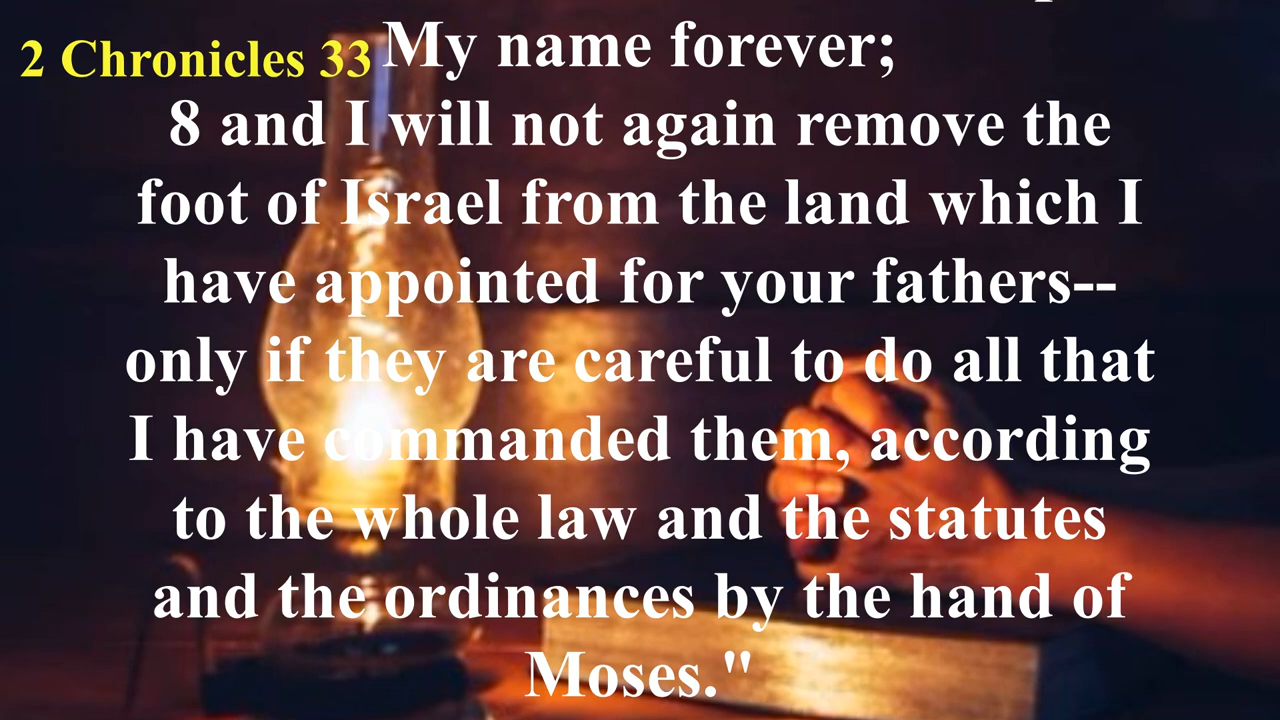 2 Chronicles 33
My name forever;
8 and I will not again remove the
foot of Israel from the land which I
have appointed for your fathers--
only if they are careful to do all that
I have commanded them, according
to the whole law and the statutes
and the ordinances by the hand of
Moses."